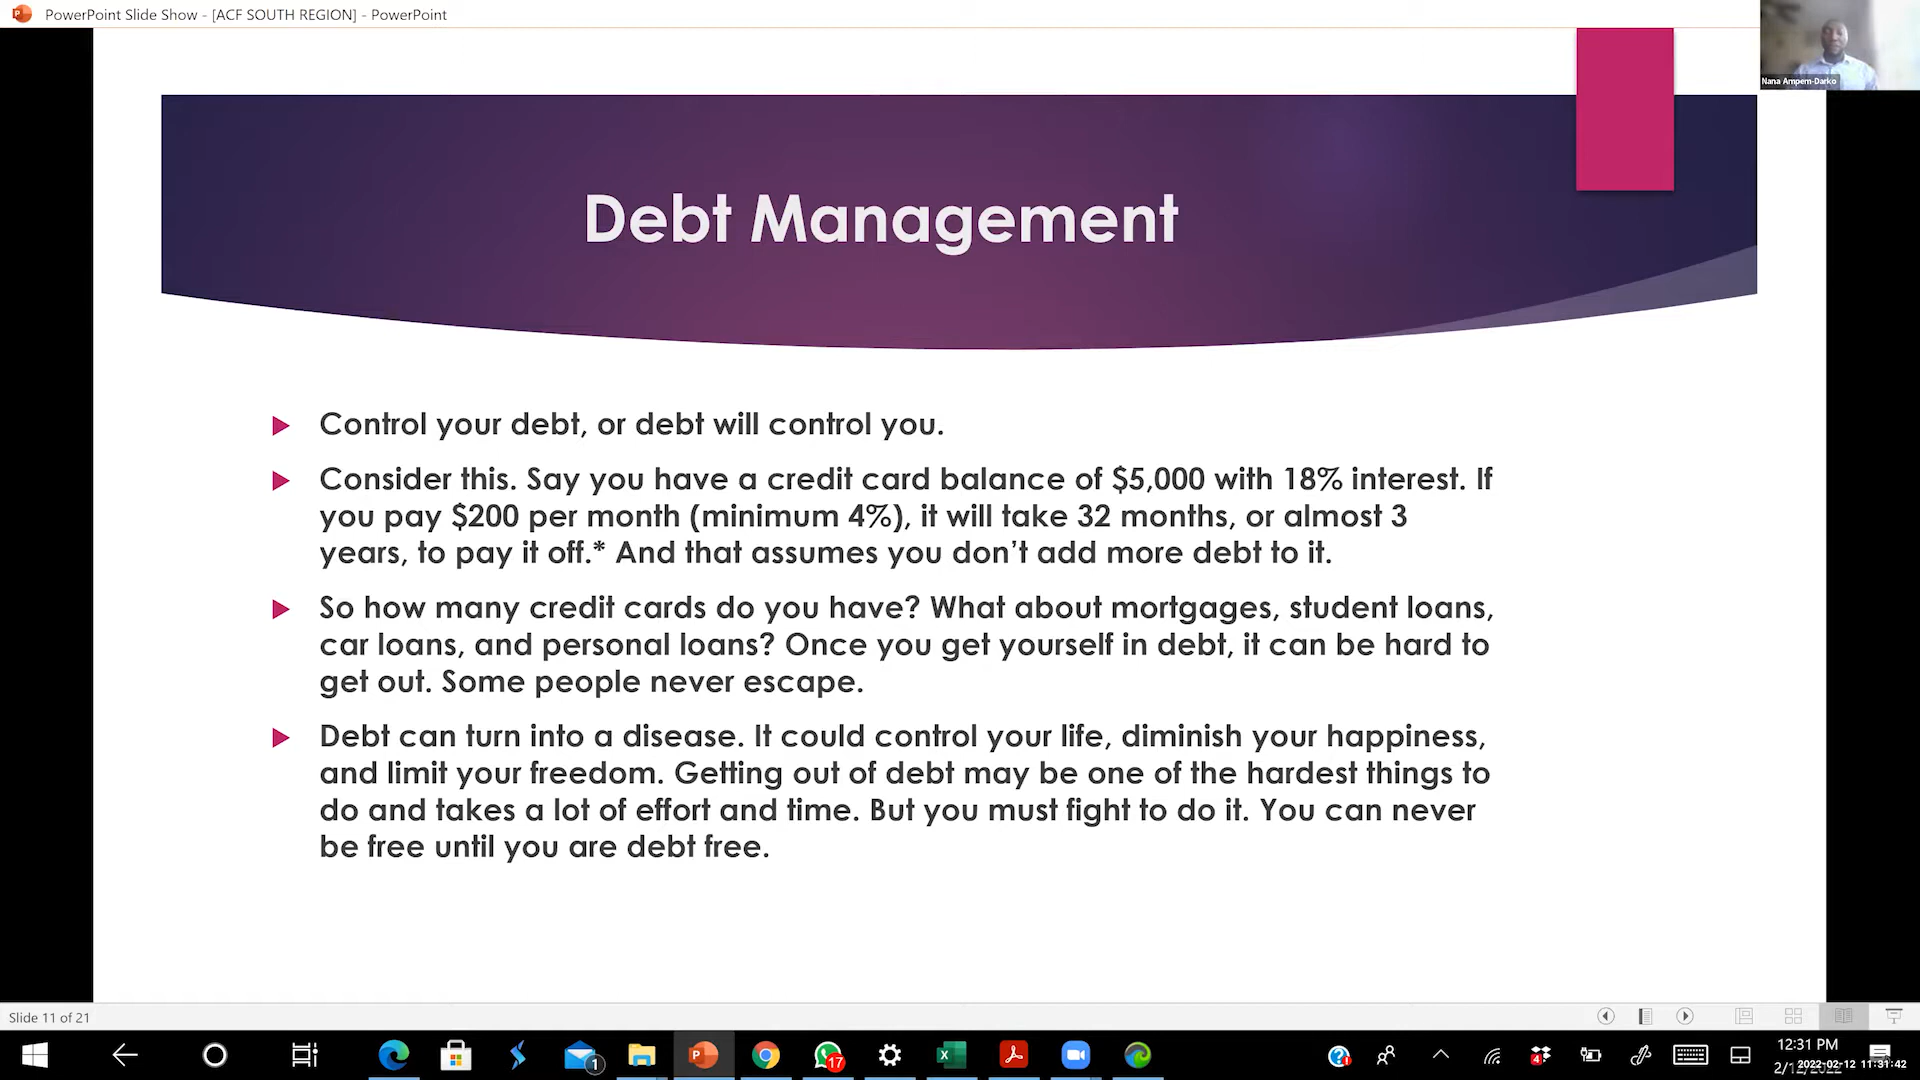 PowerPoint Slide Show - [ACF SOUTH REGION] - PowerPoint
Nana Ampem-Darko
Debt Management
Control your debt, or debt will control you.
Consider this. Say you have a credit card balance of $5,000 with 18% interest. If
you pay $200 per month (minimum 4%), it will take 32 months, or almost 3
years, to pay it off.* And that assumes you don’t add more debt to it.
So how many credit cards do you have? What about mortgages, student loans,
car loans, and personal loans? Once you get yourself in debt, it can be hard to
get out. Some people never escape.
Debt can turn into a disease. It could control your life, diminish your happiness,
and limit your freedom. Getting out of debt may be one of the hardest things to
do and takes a lot of effort and time. But you must fight to do it. You can never
be free until you are debt free.
Slide 11 of 21
1
17
4
12:31 PM
2022-02-12 11:31:42